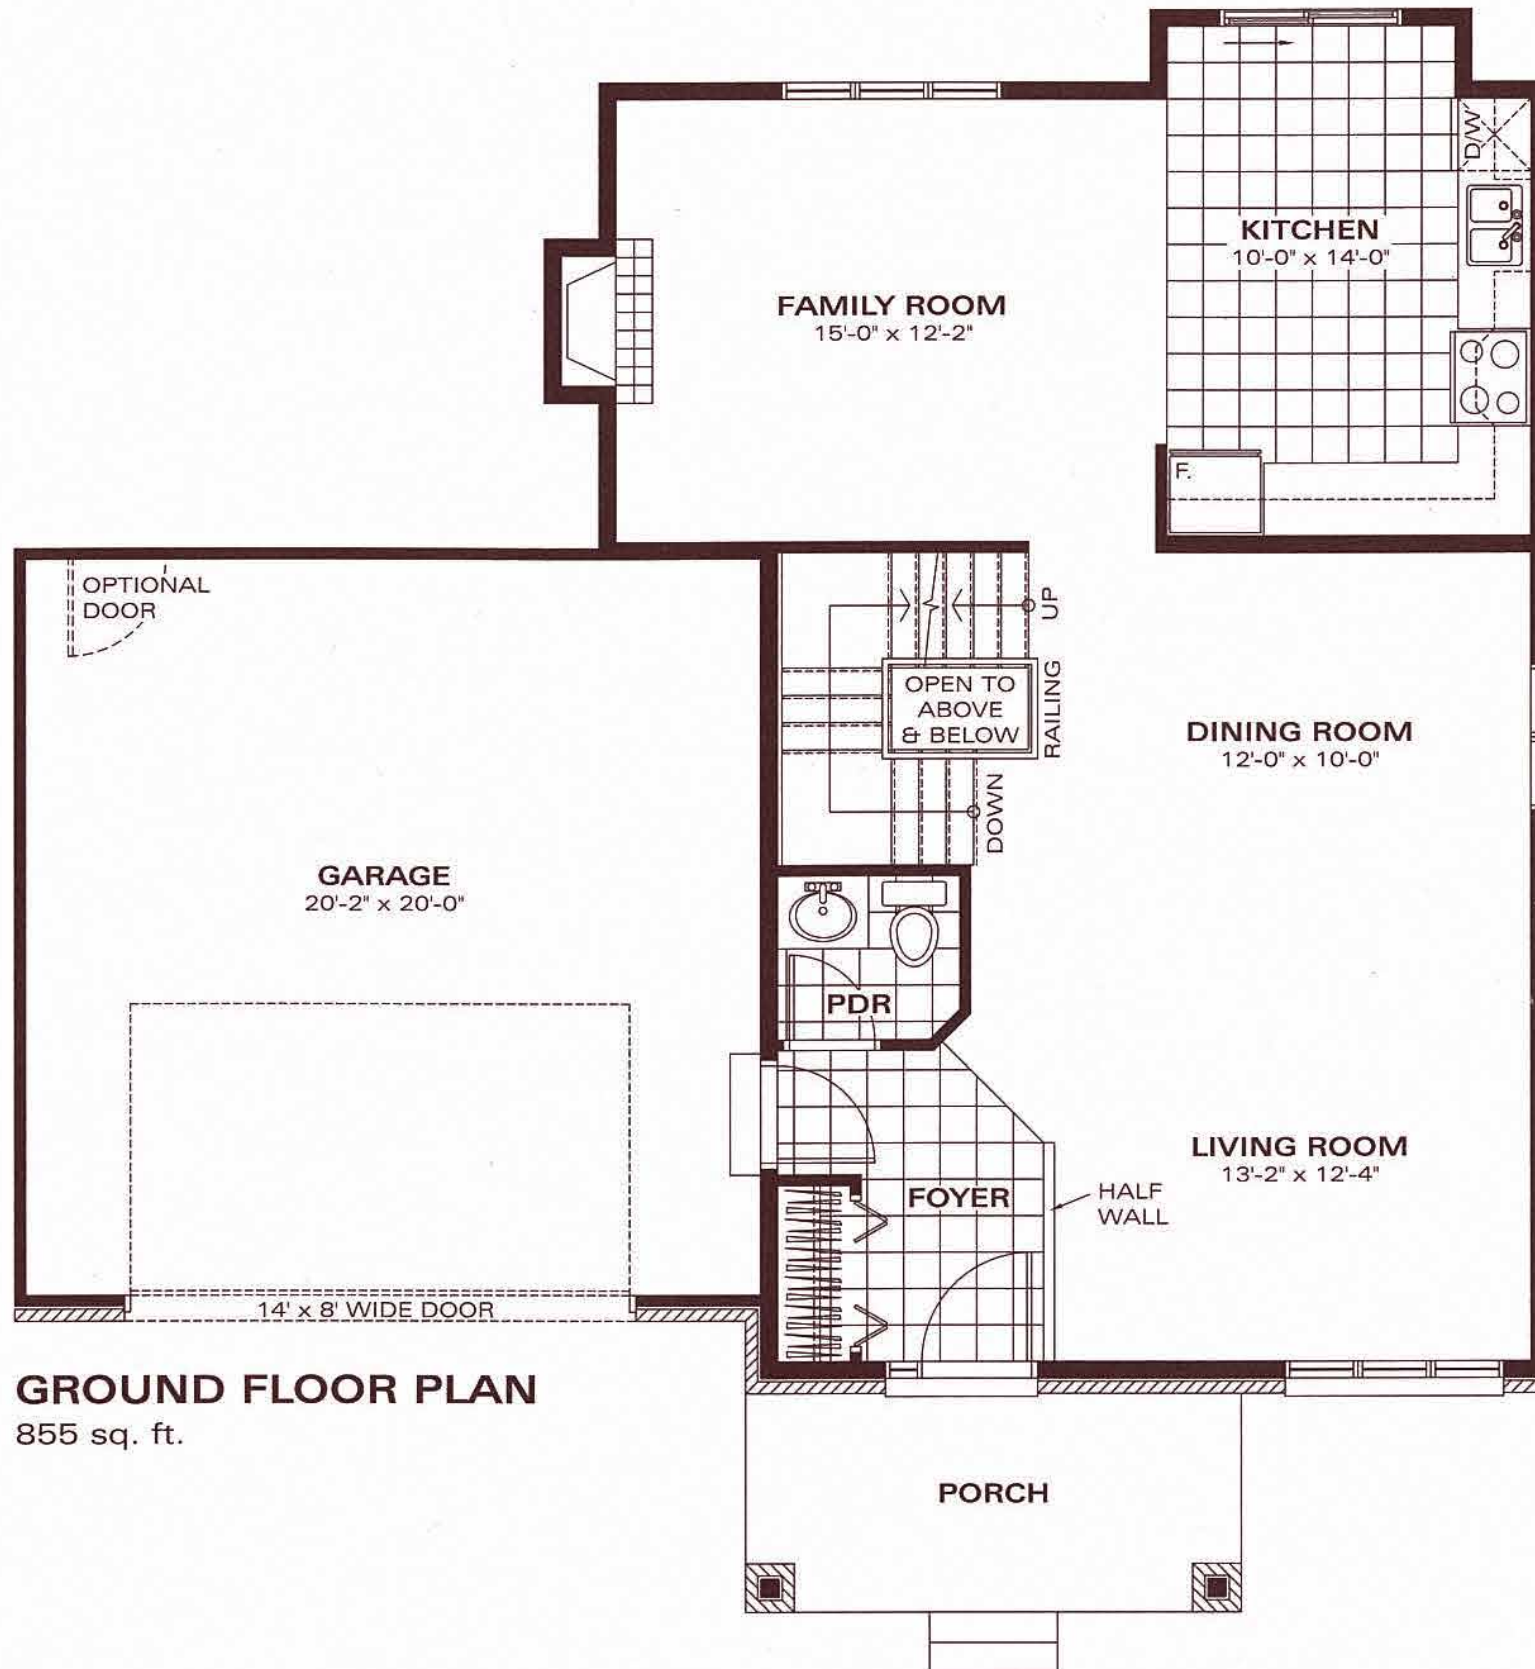 D/W
KITCHEN
10'-0" x 14'-0"
FAMILY ROOM
15'-0" x 12'-2"
F.
OPTIONAL
DOOR
UP
OPEN TO
ABOVE
& BELOW
RAILING
DINING ROOM
12'-0" x 10'-0"
DOWN
GARAGE
20'-2" x 20'-0"
PDR
LIVING ROOM
13'-2" x 12'-4"
FOYER
HALF
WALL
14' x 8' WIDE DOOR
GROUND FLOOR PLAN
855 sq. ft.
PORCH